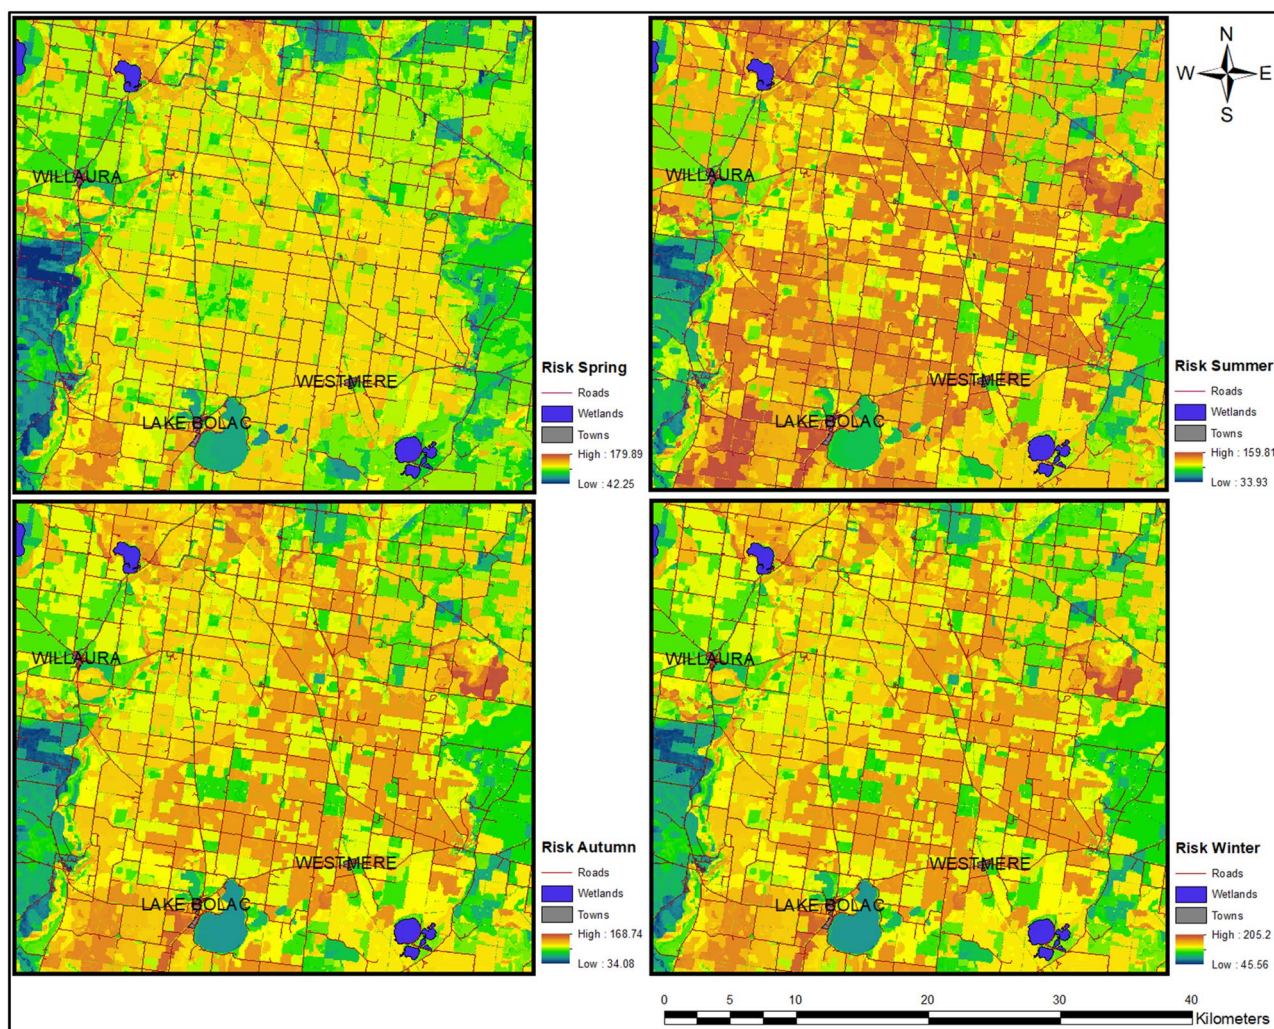 N
W E
S
WILLAURA
WESTMERE
LAKE BOLAC
Risk Spring
Roads
Wetlands
Towns
High : 179.89
Low : 42.25
WILLAURA
WESTMERE
LAKE BOLAC
Risk Summer
Roads
Wetlands
Towns
High : 159.81
Low : 33.93
WILLAURA
WESTMERE
LAKE BOLAC
Risk Autumn
Roads
Wetlands
Towns
High : 168.74
Low : 34.08
WILLAURA
WESTMERE
LAKE BOLAC
Risk Winter
Roads
Wetlands
Towns
High : 205.2
Low : 45.56
0 5 10 20 30 40
Kilometers